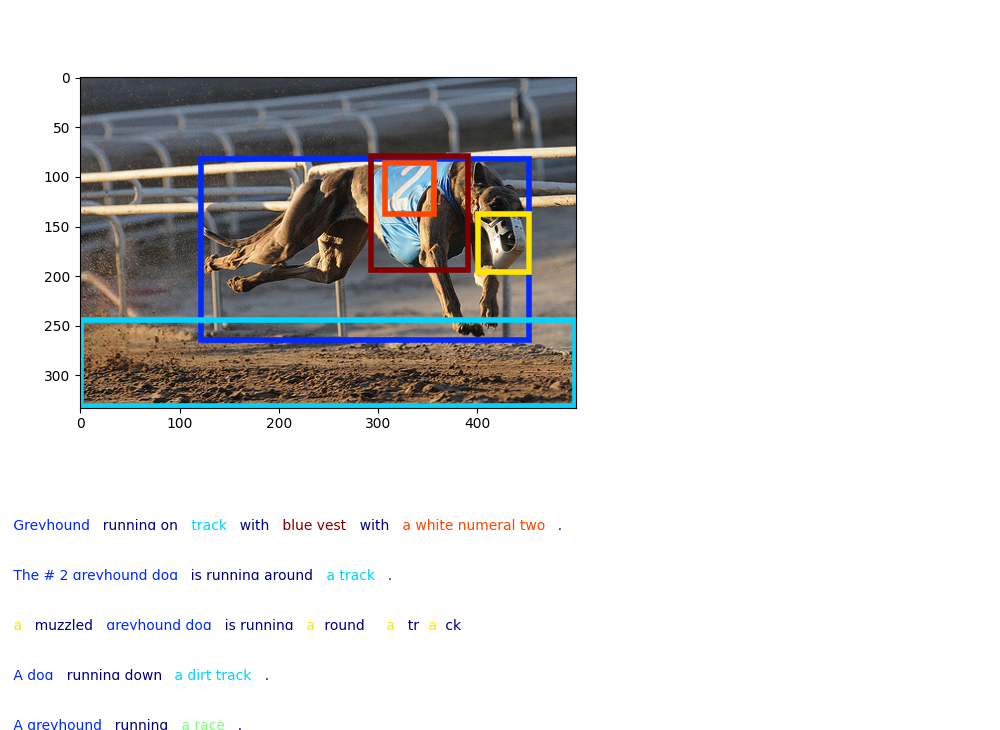 0
50
100
150
200
250
300
0 100 200 300 400
2
Greyhound running on track with blue vest with a white numeral two .
The # 2 greyhound dog is running around a track .
a muzzled greyhound dog is running a round a tr a ck
A dog running down a dirt track .
A greyhound running a race .